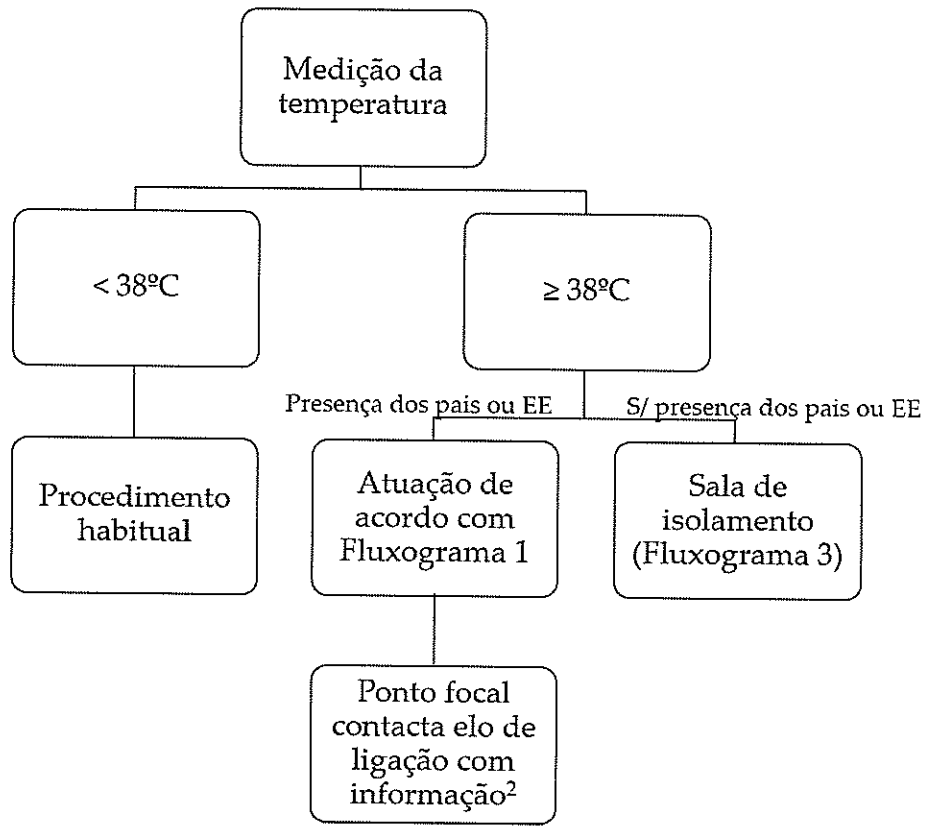 Medição da
temperatura
< 38ºC
≥ 38ºC
Presença dos pais ou EE
S/ presença dos pais ou EE
Procedimento
habitual
Atuação de
acordo com
Fluxograma 1
Sala de
isolamento
(Fluxograma 3)
Ponto focal
contacta elo de
ligação com
informação²